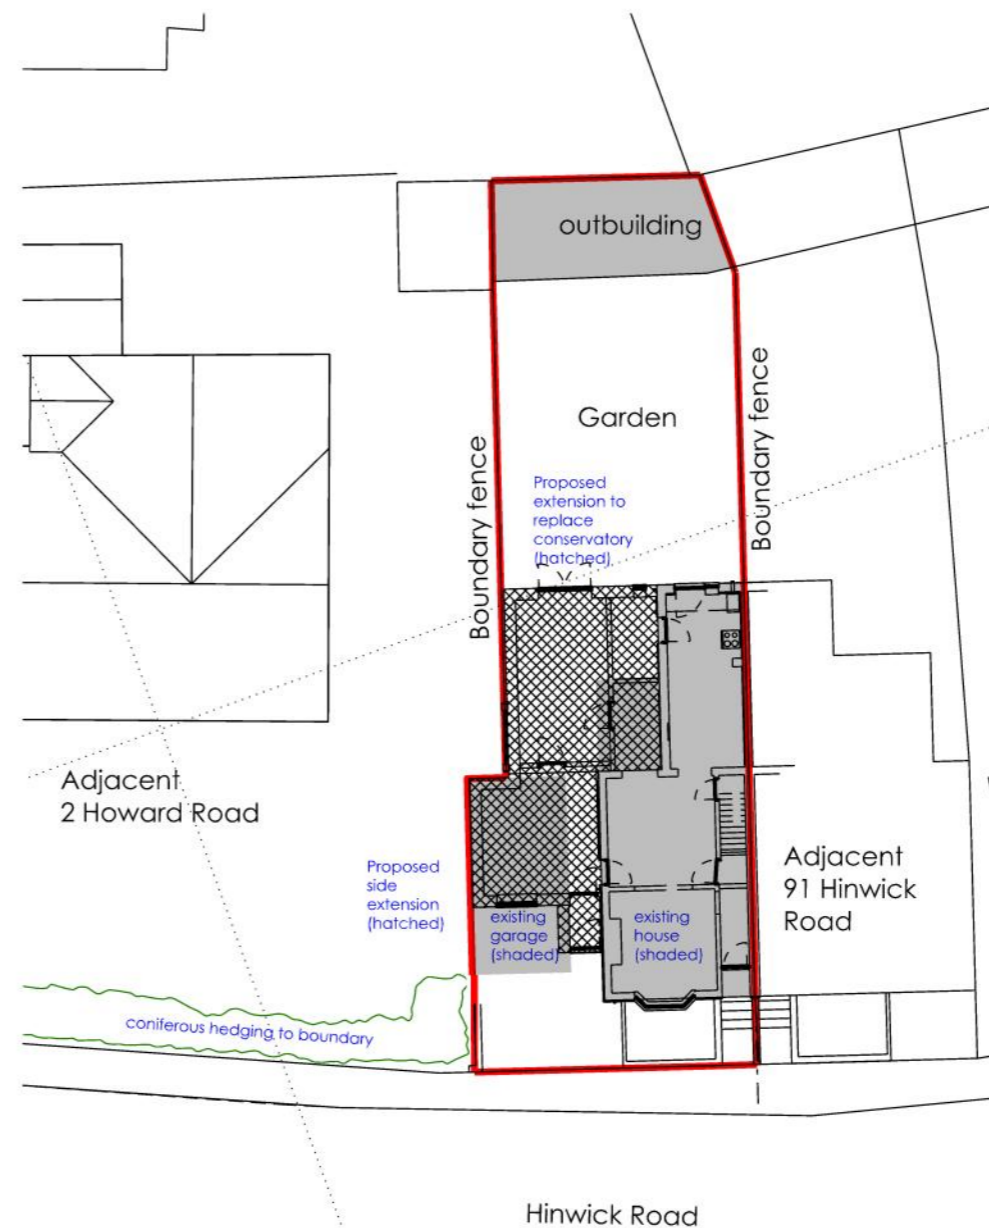 outbuilding
Garden
Boundary fence
Boundary fence
Proposed
extension to
replace
conservatory
(hatched)
Adjacent
2 Howard Road
Proposed
side
extension
(hatched)
existing
garage
(shaded)
existing
house
(shaded)
Adjacent
91 Hinwick
Road
coniferous hedging to boundary
Hinwick Road